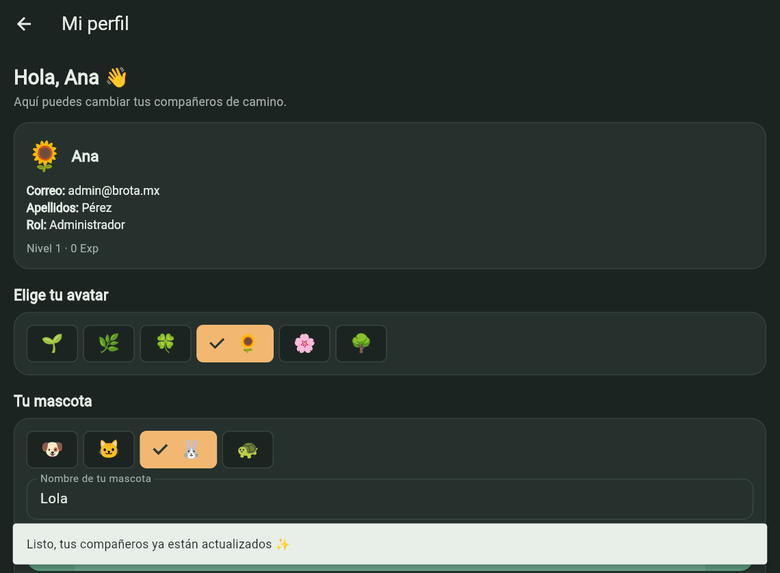 Mi perfil
Hola, Ana 👋
Aquí puedes cambiar tus compañeros de camino.
Ana
Correo: admin@brota.mx
Apellidos: Pérez
Rol: Administrador
Nivel 1 · 0 Exp
Elige tu avatar
Tu mascota
Nombre de tu mascota
Lola
Listo, tus compañeros ya están actualizados ✨